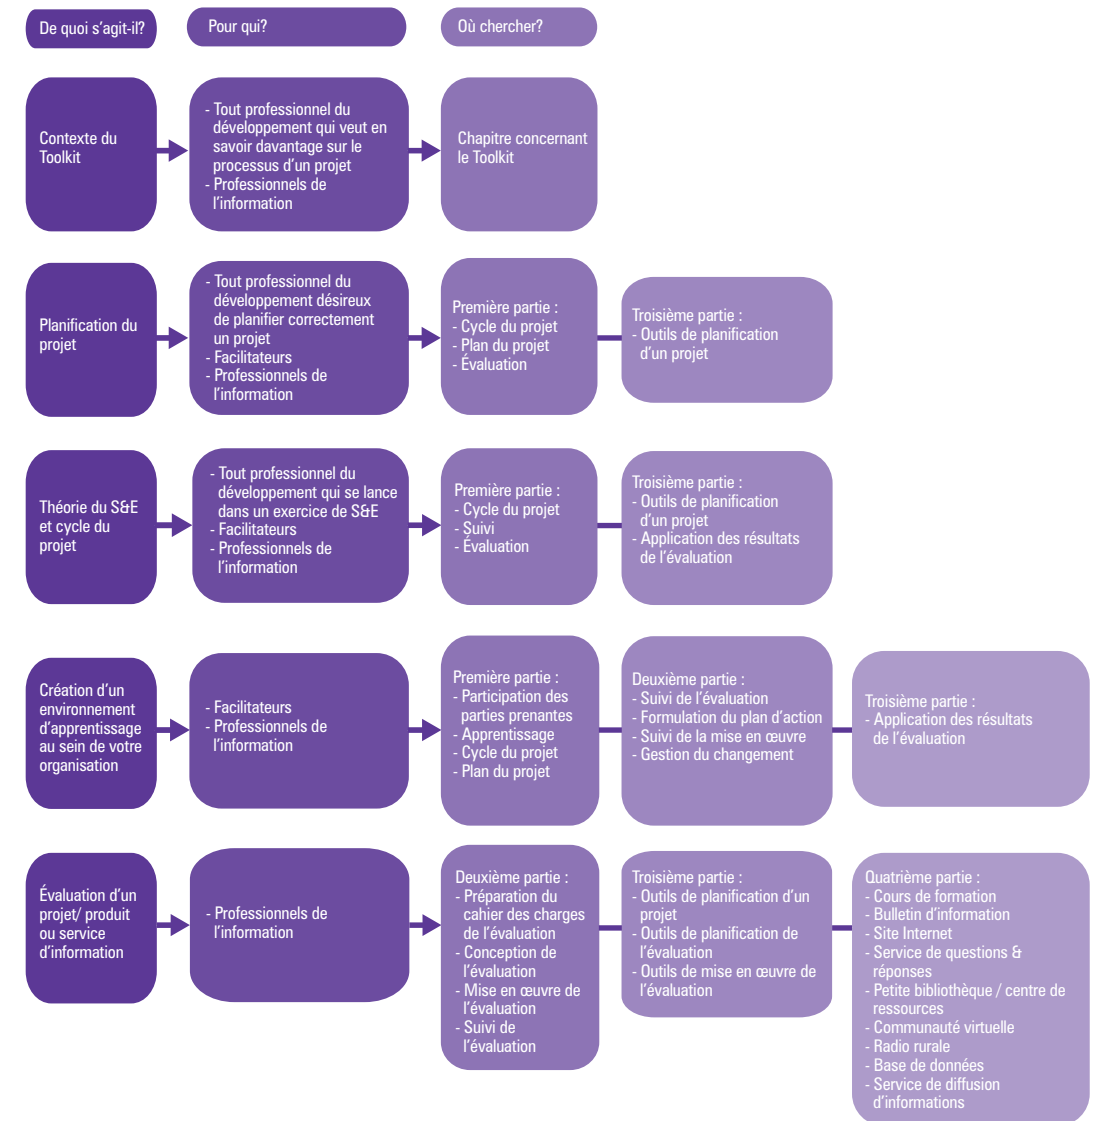 De quoi s'agit-il?
Pour qui?
Où chercher?
Contexte du
Toolkit
- Tout professionnel du
développement qui veut en
savoir davantage sur le
processus d'un projet
- Professionnels de
l'information
Chapitre concernant
le Toolkit
Planification du
projet
- Tout professionnel du
développement désireux
de planifier correctement
un projet
- Facilitateurs
- Professionnels de
l'information
Première partie :
- Cycle du projet
- Plan du projet
- Évaluation
Troisième partie :
- Outils de planification
d'un projet
Théorie du S&E
et cycle du
projet
- Tout professionnel du
développement qui se lance
dans un exercice de S&E
- Facilitateurs
- Professionnels de
l'information
Première partie :
- Cycle du projet
- Suivi
- Évaluation
Troisième partie :
- Outils de planification
d'un projet
- Application des résultats
de l'évaluation
Création d'un
environnement
d'apprentissage
au sein de votre
organisation
- Facilitateurs
- Professionnels de
l'information
Première partie :
- Participation des
parties prenantes
- Apprentissage
- Cycle du projet
- Plan du projet
Deuxième partie :
- Suivi de l'évaluation
- Formulation du plan d'action
- Suivi de la mise en œuvre
- Gestion du changement
Troisième partie :
- Application des résultats
de l'évaluation
Évaluation d'un
projet/ produit
ou service
d'information
- Professionnels de
l'information
Deuxième partie :
- Préparation du
cahier des charges
de l'évaluation
- Conception de
l'évaluation
- Mise en œuvre de
l'évaluation
- Suivi de
l'évaluation
Troisième partie :
- Outils de planification d'un
projet
- Outils de planification de
l'évaluation
- Outils de mise en œuvre de
l'évaluation
Quatrième partie :
- Cours de formation
- Bulletin d'information
- Site Internet
- Service de questions &
réponses
- Petite bibliothèque / centre de
ressources
- Communauté virtuelle
- Radio rurale
- Base de données
- Service de diffusion
d'informations